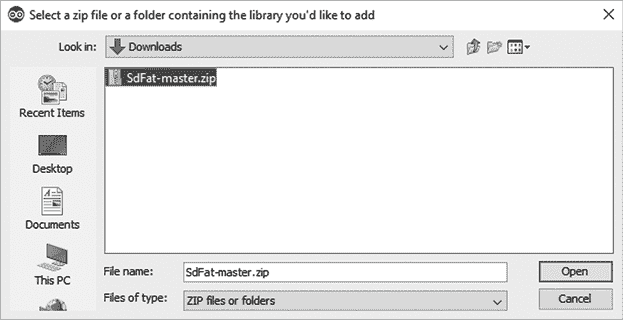 Select a zip file or a folder containing the library you'd like to add
Look in: Downloads
SdFat-master.zip
Recent Items
Desktop
Documents
This PC
File name: SdFat-master.zip Open
Files of type: ZIP files or folders Cancel